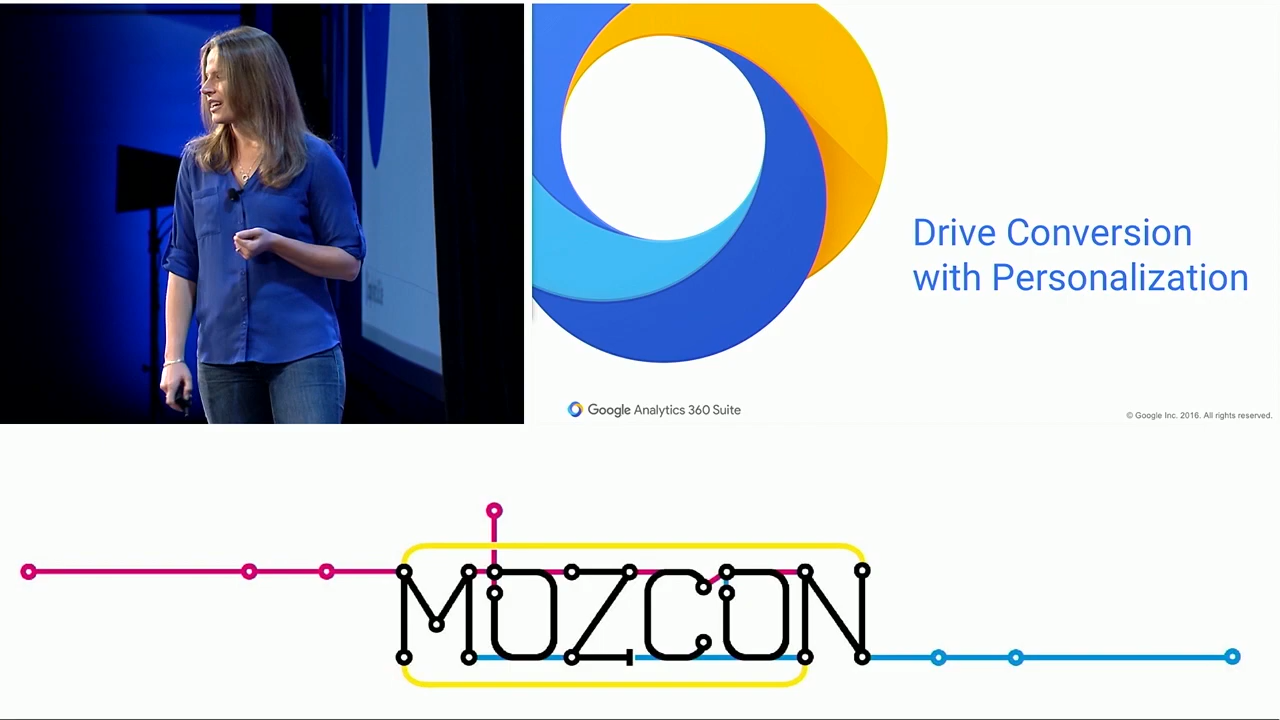 Drive Conversion
with Personalization
Google Analytics 360 Suite
© Google Inc. 2016. All rights reserved.
MOZCON